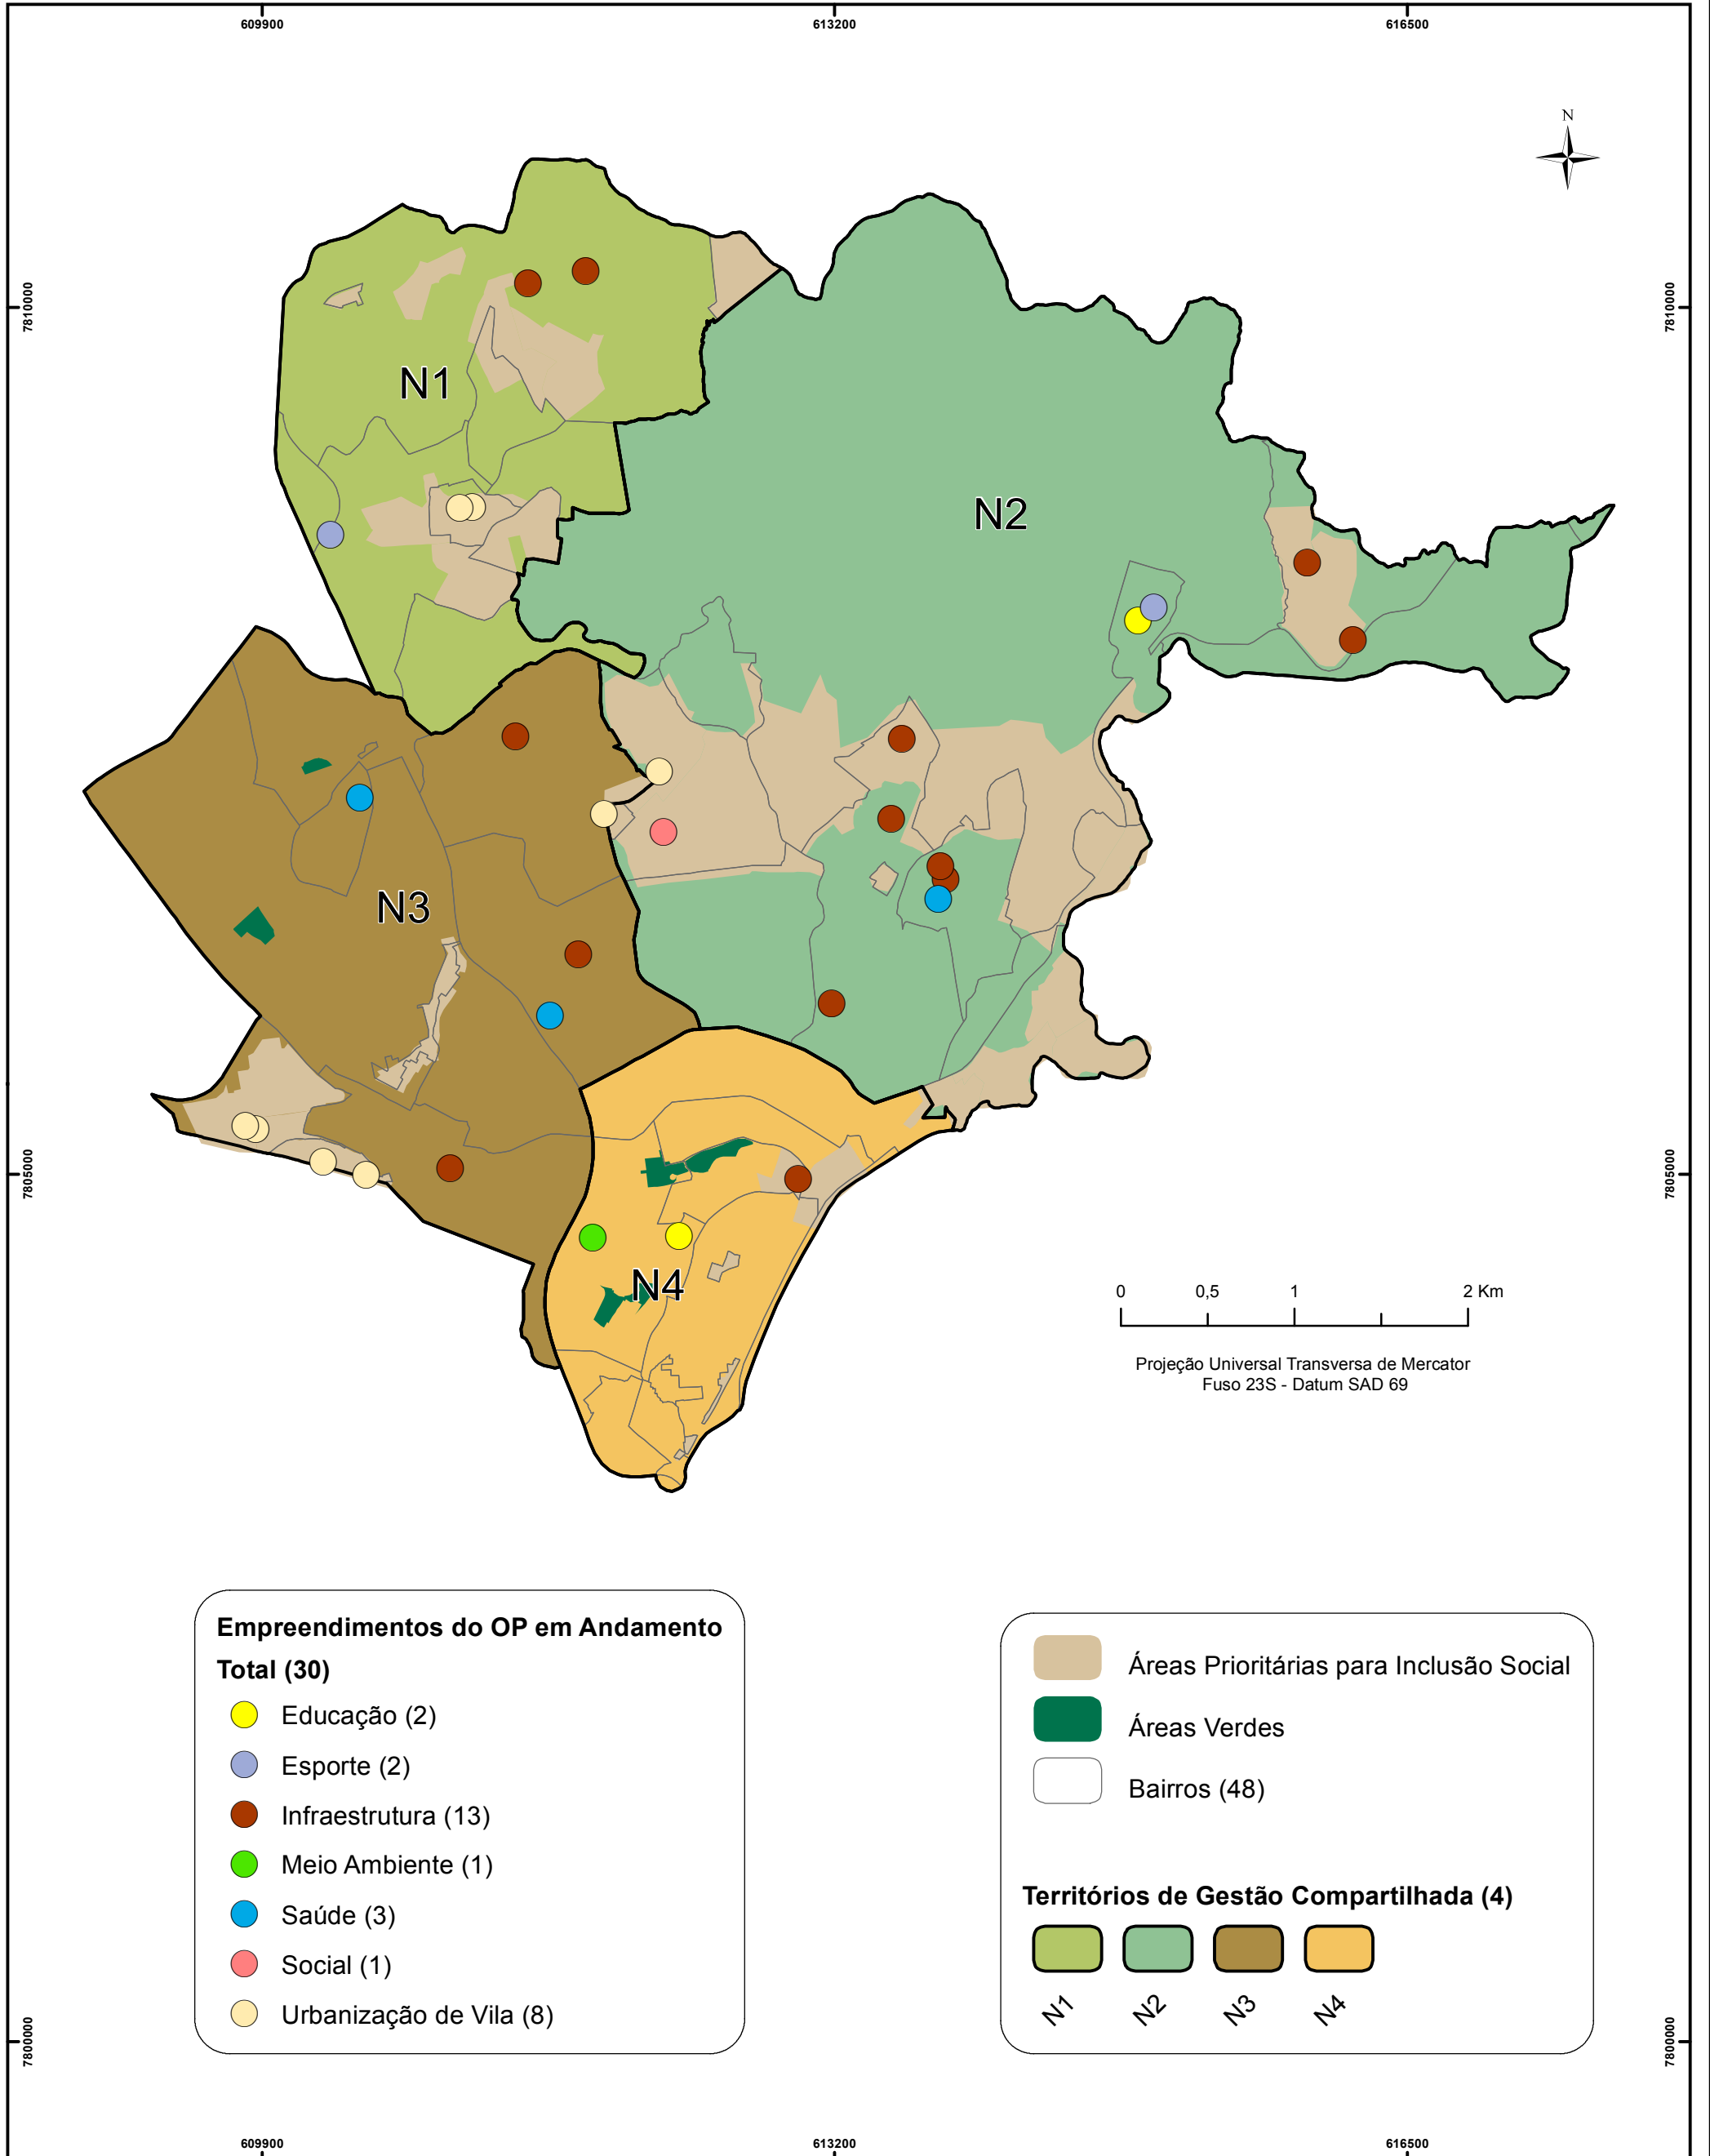 609900 613200 616500
N
7810000 7810000
N1
N2
N3
7805000 7805000
N4
0 0,5 1 2 Km
Projeção Universal Transversa de Mercator
Fuso 23S - Datum SAD 69
Empreendimentos do OP em Andamento
Total (30)
Educação (2)
Esporte (2)
Infraestrutura (13)
Meio Ambiente (1)
Saúde (3)
Social (1)
Urbanização de Vila (8)
Áreas Prioritárias para Inclusão Social
Áreas Verdes
Bairros (48)
Territórios de Gestão Compartilhada (4)
N1 N2 N3 N4
7800000 7800000
609900 613200 616500